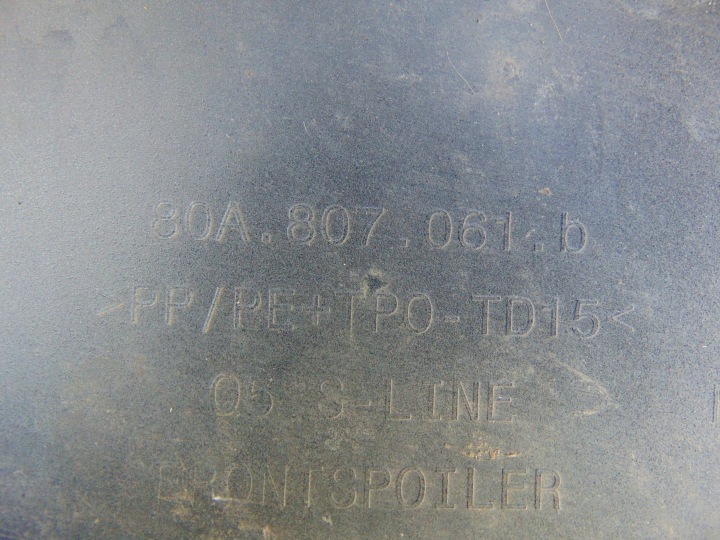 80A.807.061.b
>PP/PE+TPO-TD15<
Q5 S-LINE
FRONTSPOILER